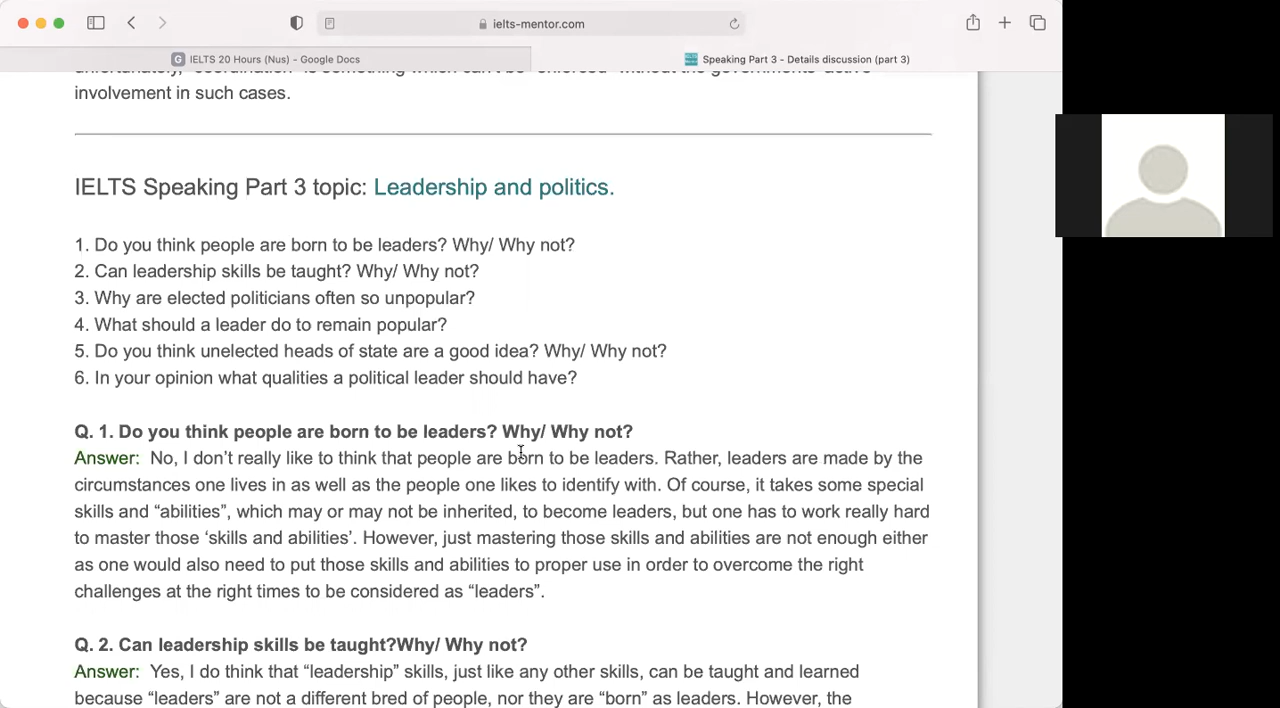 ielts-mentor.com
IELTS 20 Hours (Nus) - Google Docs
Speaking Part 3 - Details discussion (part 3)
involvement in such cases.
IELTS Speaking Part 3 topic: Leadership and politics.
1. Do you think people are born to be leaders? Why/ Why not?
2. Can leadership skills be taught? Why/ Why not?
3. Why are elected politicians often so unpopular?
4. What should a leader do to remain popular?
5. Do you think unelected heads of state are a good idea? Why/ Why not?
6. In your opinion what qualities a political leader should have?
Q. 1. Do you think people are born to be leaders? Why/ Why not?
Answer: No, I don’t really like to think that people are born to be leaders. Rather, leaders are made by the
circumstances one lives in as well as the people one likes to identify with. Of course, it takes some special
skills and “abilities”, which may or may not be inherited, to become leaders, but one has to work really hard
to master those ‘skills and abilities’. However, just mastering those skills and abilities are not enough either
as one would also need to put those skills and abilities to proper use in order to overcome the right
challenges at the right times to be considered as “leaders”.
Q. 2. Can leadership skills be taught?Why/ Why not?
Answer: Yes, I do think that “leadership” skills, just like any other skills, can be taught and learned
because “leaders” are not a different bred of people, nor they are “born” as leaders. However, the